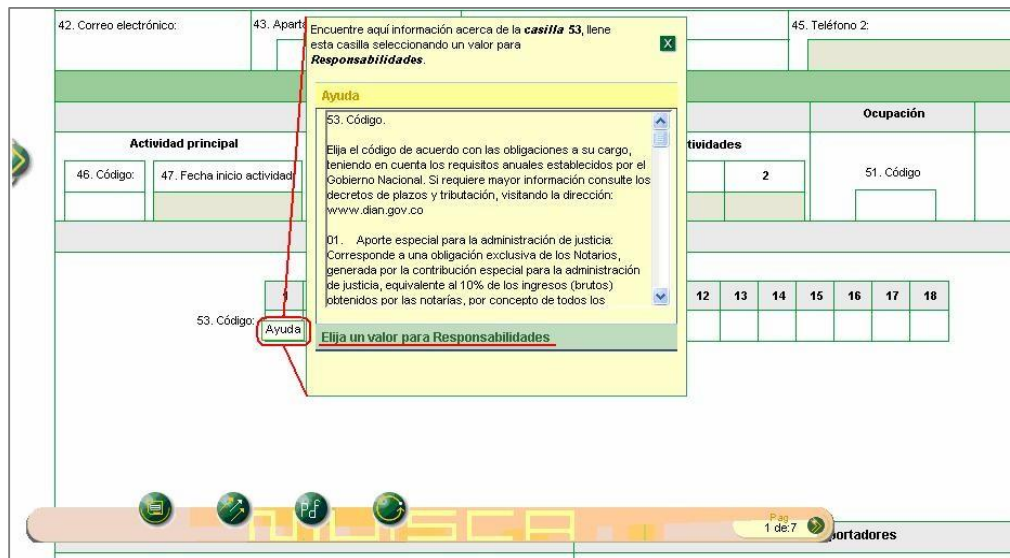 42. Correo electrónico:
43. Aparta
45. Teléfono 2:
Encuentre aquí información acerca de la casilla 53, llene
esta casilla seleccionando un valor para
Responsabilidades.
X
Ayuda
53. Código.
Elija el código de acuerdo con las obligaciones a su cargo,
teniendo en cuenta los requisitos anuales establecidos por el
Gobierno Nacional. Si requiere mayor información consulte los
decretos de plazos y tributación, visitando la dirección:
www.dian.gov.co
01. Aporte especial para la administración de justicia:
Corresponde a una obligación exclusiva de los Notarios,
generada por la contribución especial para la administración
de justicia, equivalente al 10% de los ingresos (brutos)
obtenidos por las notarías, por concepto de todos los
Elija un valor para Responsabilidades
Ocupación
Actividad principal
tividades
46. Código:
47. Fecha inicio actividad
2
51. Código
1 12 13 14 15 16 17 18
53. Código:
Ayuda
Pdf
MUISCA
Pag
1 de:7
portadores